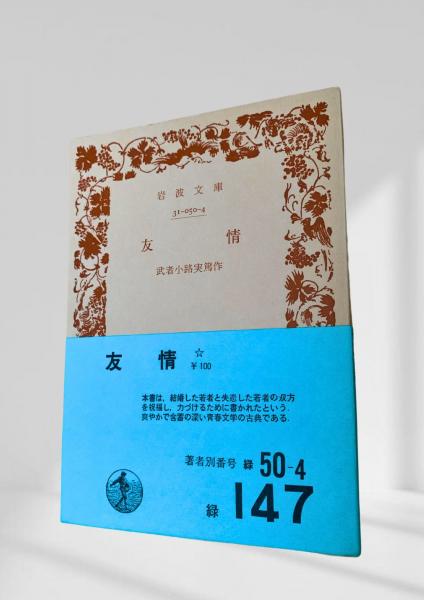 岩波文庫
31-050-4
友情
武者小路実篤作
友情 ☆
￥100
本書は，結婚した若者と失恋した若者の双方
を祝福し，力づけるために書かれたという．
爽やかで含蓄の深い青春文学の古典である．
著者別番号 緑 50-4
緑 147